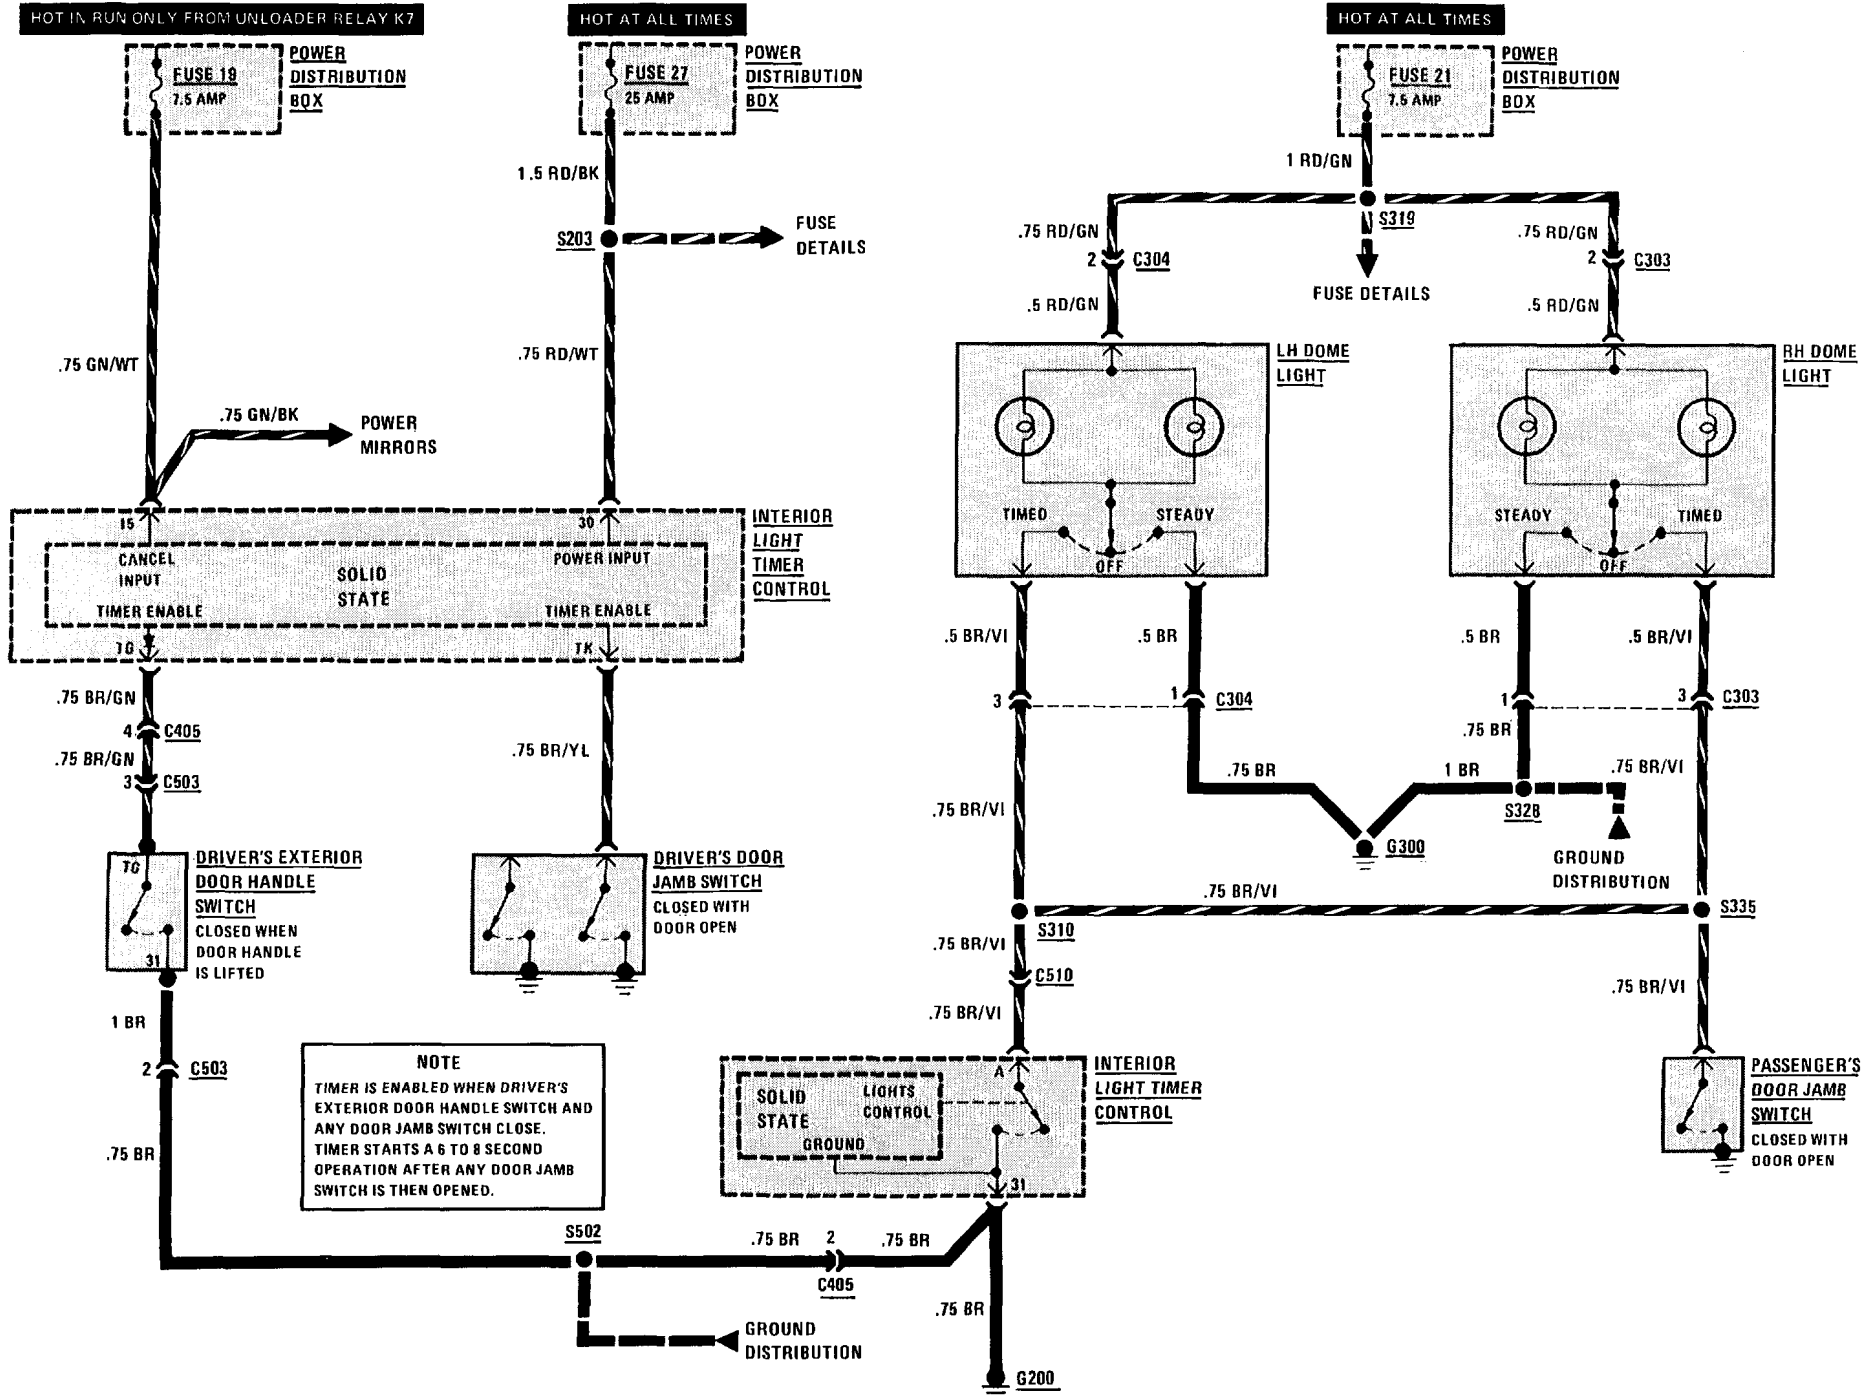 HOT IN RUN ONLY FROM UNLOADER RELAY K7
HOT AT ALL TIMES
HOT AT ALL TIMES
FUSE 19
7.5 AMP
POWER
DISTRIBUTION
BOX
FUSE 27
25 AMP
POWER
DISTRIBUTION
BOX
FUSE 21
7.5 AMP
POWER
DISTRIBUTION
BOX
1.5 RD/BK
1 RD/GN
S203
FUSE
DETAILS
S319
.75 RD/GN
.75 RD/GN
2
C304
2
C303
FUSE DETAILS
.5 RD/GN
.5 RD/GN
.75 GN/WT
.75 RD/WT
.75 GN/BK
POWER
MIRRORS
LH DOME
LIGHT
RH DOME
LIGHT
TIMED
STEADY
OFF
STEADY
TIMED
OFF
15
30
CANCEL
INPUT
POWER INPUT
SOLID
STATE
TIMER ENABLE
TIMER ENABLE
TG
TK
INTERIOR
LIGHT
TIMER
CONTROL
.5 BR/VI
.5 BR
.5 BR
.5 BR/VI
3
1
C304
1
3
C303
.75 BR/GN
4
C405
.75 BR/GN
3
C503
.75 BR/YL
.75 BR
.75 BR
1 BR
.75 BR/VI
S328
G300
GROUND
DISTRIBUTION
.75 BR/VI
TG
31
DRIVER'S EXTERIOR
DOOR HANDLE
SWITCH
CLOSED WHEN
DOOR HANDLE
IS LIFTED
DRIVER'S DOOR
JAMB SWITCH
CLOSED WITH
DOOR OPEN
.75 BR/VI
S310
S335
.75 BR/VI
C510
.75 BR/VI
.75 BR/VI
1 BR
2
C503
.75 BR
NOTE
TIMER IS ENABLED WHEN DRIVER'S
EXTERIOR DOOR HANDLE SWITCH AND
ANY DOOR JAMB SWITCH CLOSE.
TIMER STARTS A 6 TO 8 SECOND
OPERATION AFTER ANY DOOR JAMB
SWITCH IS THEN OPENED.
A
SOLID
STATE
LIGHTS
CONTROL
GROUND
31
INTERIOR
LIGHT TIMER
CONTROL
PASSENGER'S
DOOR JAMB
SWITCH
CLOSED WITH
DOOR OPEN
S502
.75 BR
2
.75 BR
C405
.75 BR
GROUND
DISTRIBUTION
G200